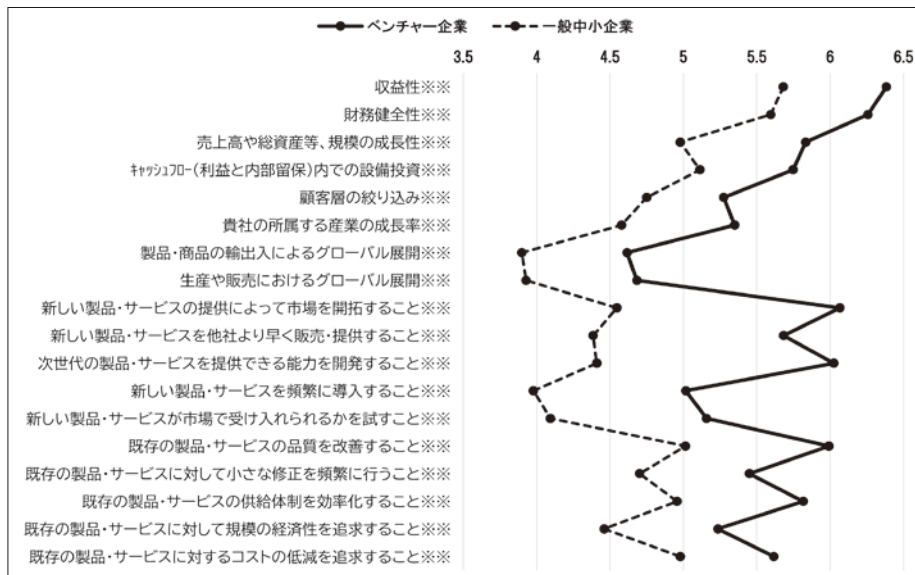 ベンチャー企業 一般中小企業
3.5 4 4.5 5 5.5 6 6.5
収益性※※
財務健全性※※
売上高や総資産等、規模の成長性※※
ｷｬｯｼｭﾌﾛｰ(利益と内部留保)内での設備投資※※
顧客層の絞り込み※※
貴社の所属する産業の成長率※※
製品・商品の輸出入によるグローバル展開※※
生産や販売におけるグローバル展開※※
新しい製品・サービスの提供によって市場を開拓すること※※
新しい製品・サービスを他社より早く販売・提供すること※※
次世代の製品・サービスを提供できる能力を開発すること※※
新しい製品・サービスを頻繁に導入すること※※
新しい製品・サービスが市場で受け入れられるかを試すこと※※
既存の製品・サービスの品質を改善すること※※
既存の製品・サービスに対して小さな修正を頻繁に行うこと※※
既存の製品・サービスの供給体制を効率化すること※※
既存の製品・サービスに対して規模の経済性を追求すること※※
既存の製品・サービスに対するコストの低減を追求すること※※